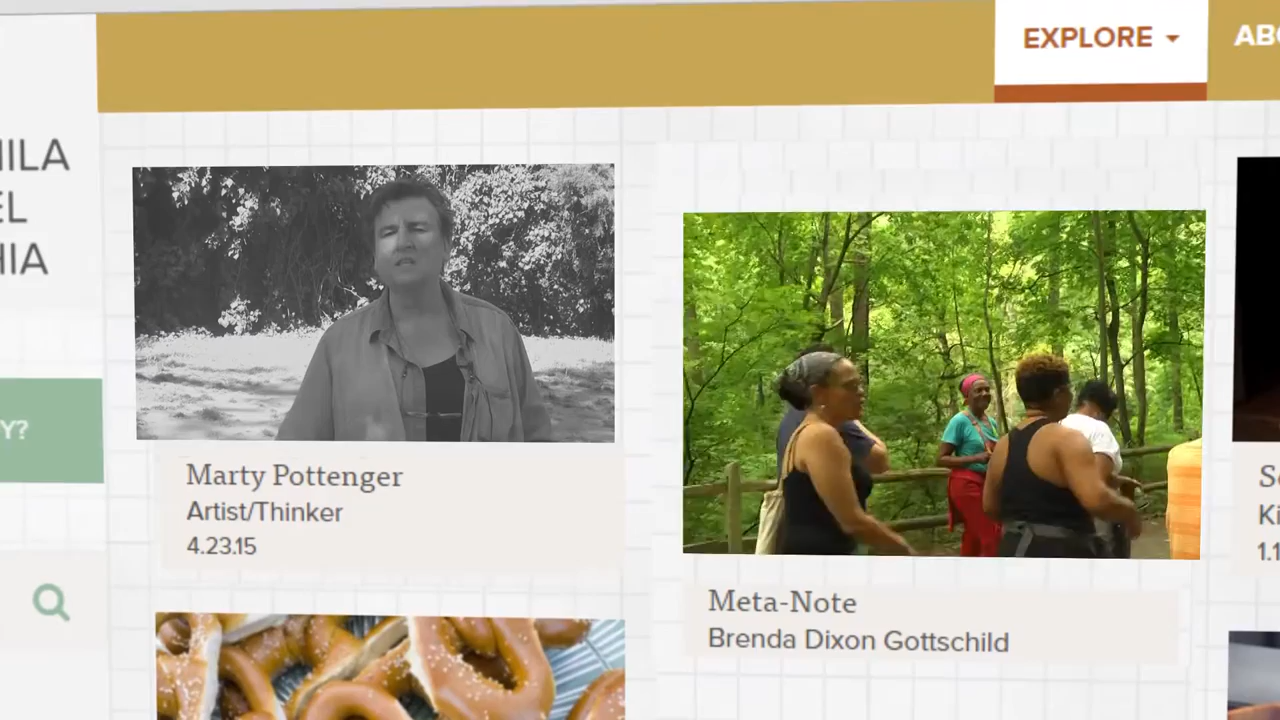 EXPLORE
Y?
Marty Pottenger
Artist/Thinker
4.23.15
Meta-Note
Brenda Dixon Gottschild